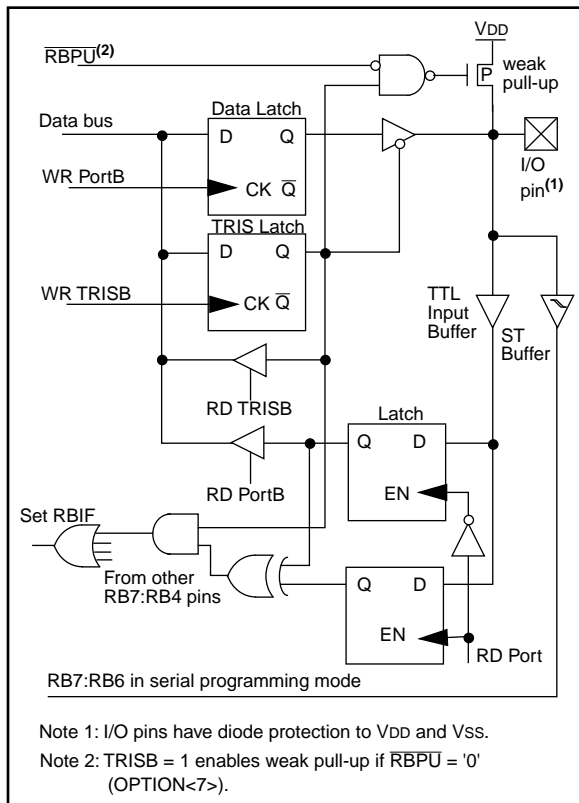 VDD
RBPU(2)
P
weak
pull-up
Data Latch
Data bus
D Q
I/O
pin(1)
WR PortB
CK Q
TRIS Latch
D Q
WR TRISB
CK Q
TTL
Input
Buffer
ST
Buffer
RD TRISB
Latch
Q D
RD PortB
EN
Set RBIF
From other
RB7:RB4 pins
Q D
EN
RD Port
RB7:RB6 in serial programming mode
Note 1: I/O pins have diode protection to VDD and VSS.
Note 2: TRISB = 1 enables weak pull-up if RBPU = '0'
(OPTION<7>).